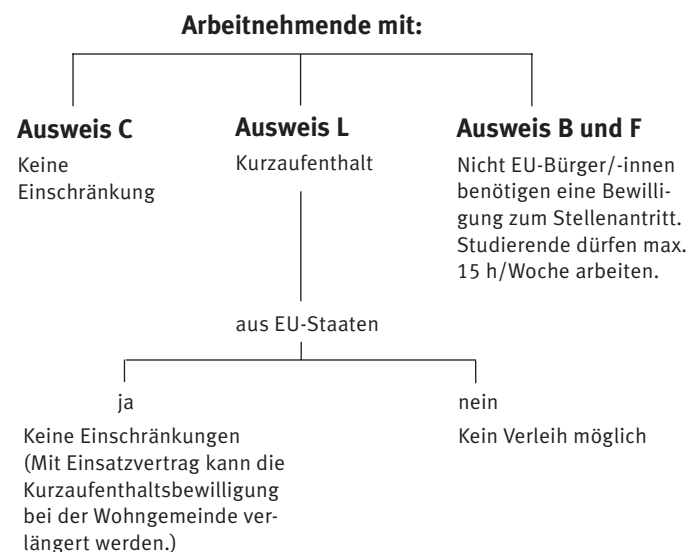 Arbeitnehmende mit:
Ausweis C
Keine
Einschränkung
Ausweis L
Kurzaufenthalt
Ausweis B und F
Nicht EU-Bürger/-innen
benötigen eine Bewilli-
gung zum Stellenantritt.
Studierende dürfen max.
15 h/Woche arbeiten.
aus EU-Staaten
ja
Keine Einschränkungen
(Mit Einsatzvertrag kann die
Kurzaufenthaltsbewilligung
bei der Wohngemeinde ver-
längert werden.)
nein
Kein Verleih möglich